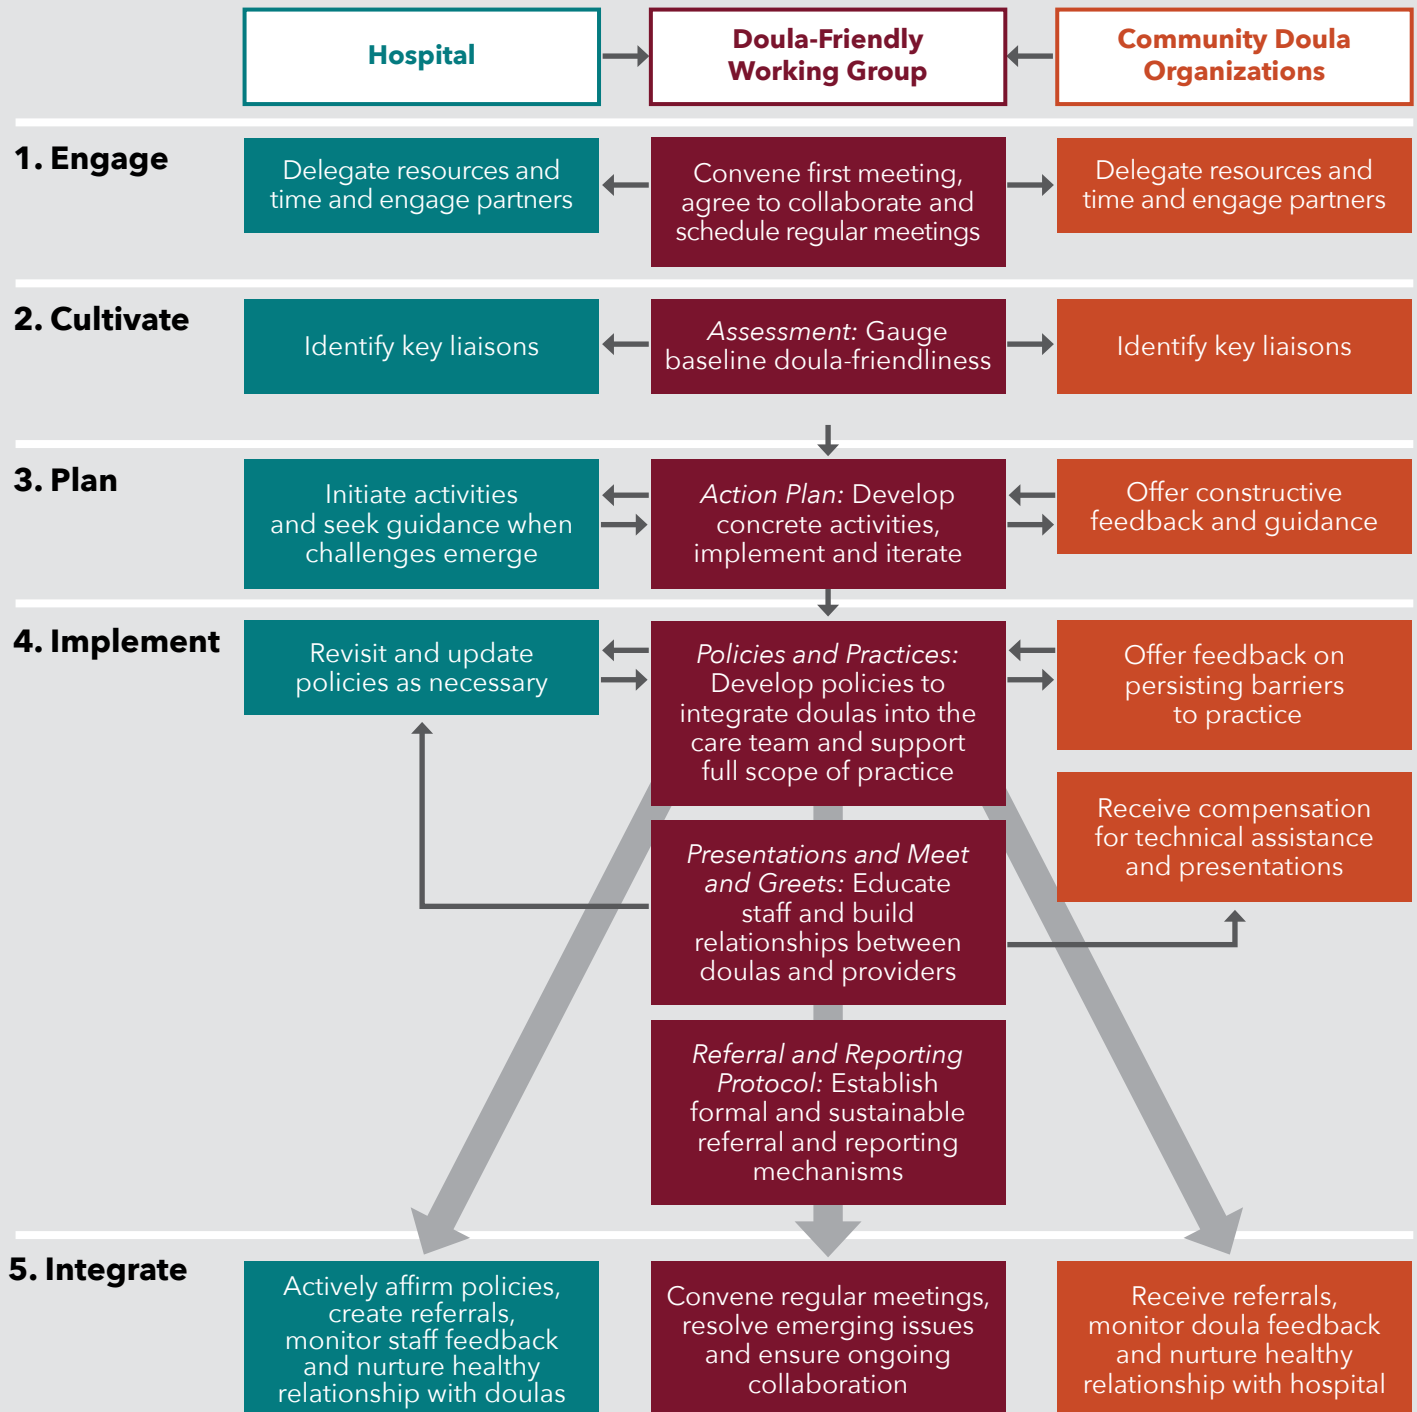 Hospital
Doula-Friendly
Working Group
Community Doula
Organizations
1. Engage
Delegate resources and
time and engage partners
Convene first meeting,
agree to collaborate and
schedule regular meetings
Delegate resources and
time and engage partners
2. Cultivate
Identify key liaisons
Assessment: Gauge
baseline doula-friendliness
Identify key liaisons
3. Plan
Initiate activities
and seek guidance when
challenges emerge
Action Plan: Develop
concrete activities,
implement and iterate
Offer constructive
feedback and guidance
4. Implement
Revisit and update
policies as necessary
Policies and Practices:
Develop policies to
integrate doulas into the
care team and support
full scope of practice
Offer feedback on
persisting barriers
to practice
Receive compensation
for technical assistance
and presentations
Presentations and Meet
and Greets: Educate
staff and build
relationships between
doulas and providers
Referral and Reporting
Protocol: Establish
formal and sustainable
referral and reporting
mechanisms
5. Integrate
Actively affirm policies,
create referrals,
monitor staff feedback
and nurture healthy
relationship with doulas
Convene regular meetings,
resolve emerging issues
and ensure ongoing
collaboration
Receive referrals,
monitor doula feedback
and nurture healthy
relationship with hospital